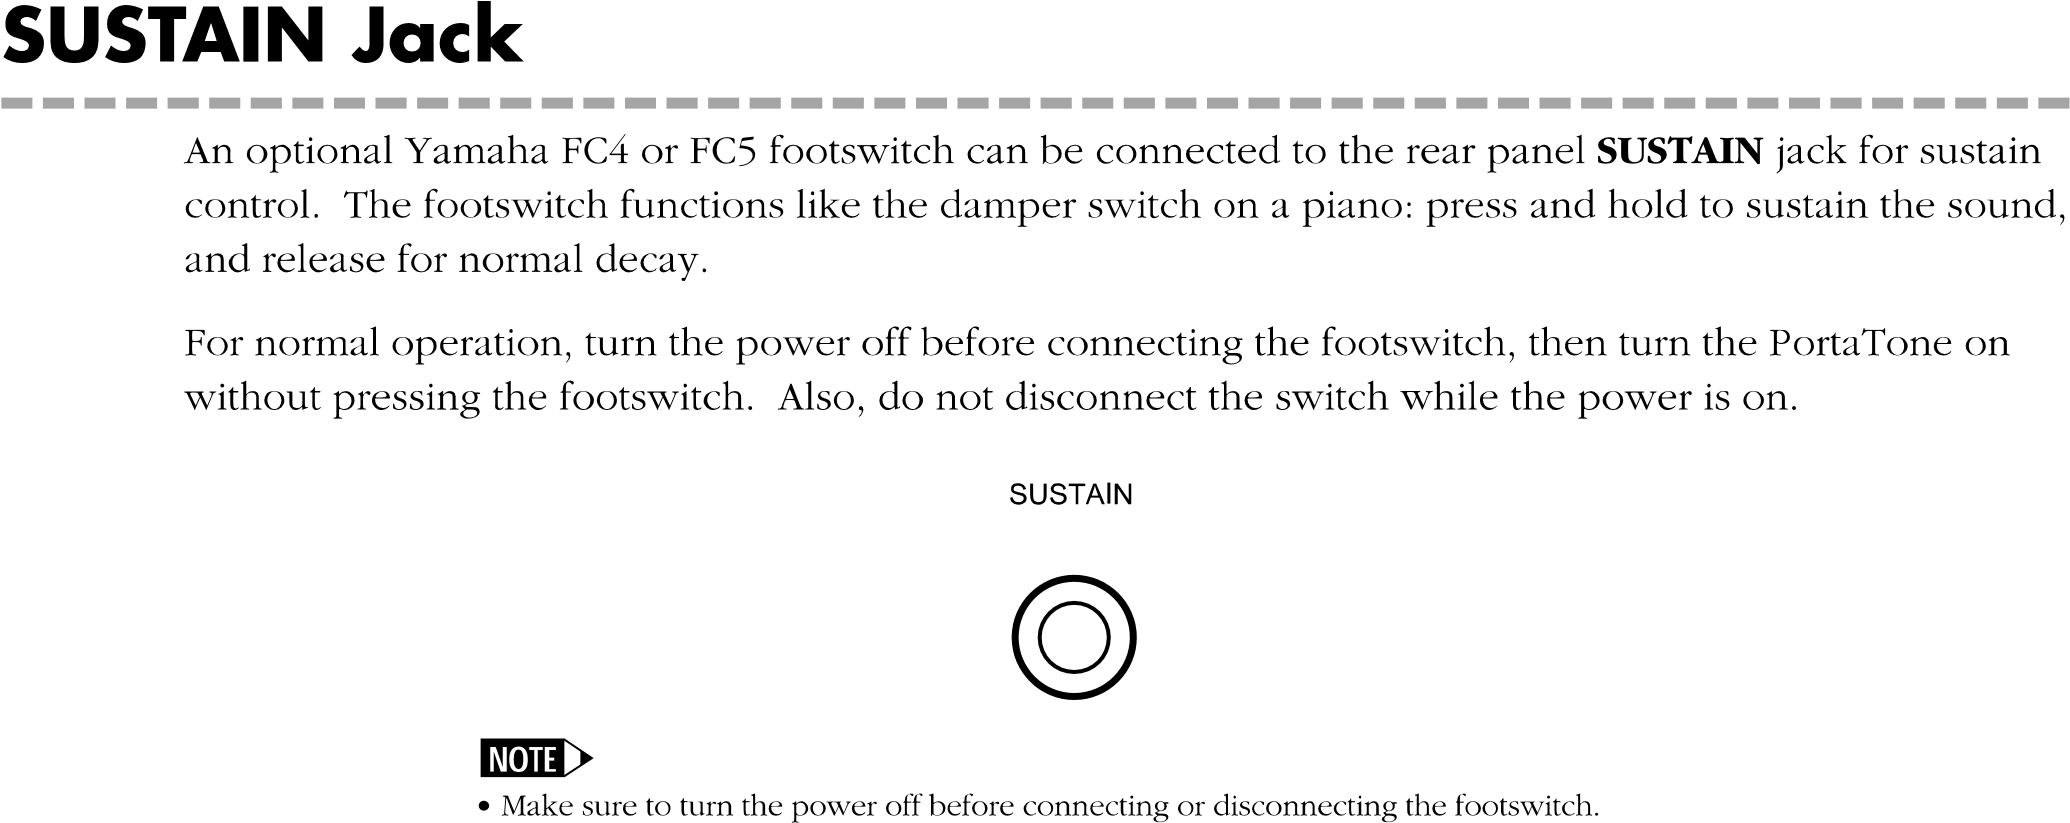 SUSTAIN Jack
An optional Yamaha FC4 or FC5 footswitch can be connected to the rear panel SUSTAIN jack for sustain
control.  The footswitch functions like the damper switch on a piano: press and hold to sustain the sound,
and release for normal decay.
For normal operation, turn the power off before connecting the footswitch, then turn the PortaTone on
without pressing the footswitch.  Also, do not disconnect the switch while the power is on.
SUSTAIN
NOTE
• Make sure to turn the power off before connecting or disconnecting the footswitch.